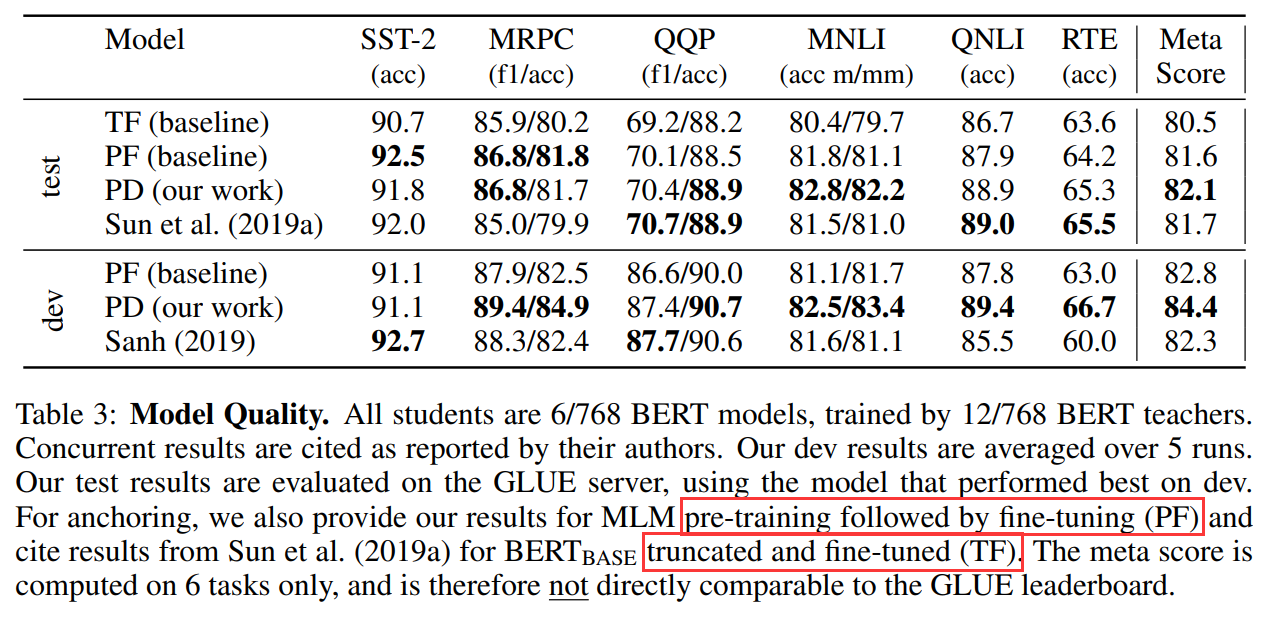 Model SST-2 MRPC QQP MNLI QNLI RTE Meta
(acc) (f1/acc) (f1/acc) (acc m/mm) (acc) (acc) Score
test
TF (baseline) 90.7 85.9/80.2 69.2/88.2 80.4/79.7 86.7 63.6 80.5
PF (baseline) 92.5 86.8/81.8 70.1/88.5 81.8/81.1 87.9 64.2 81.6
PD (our work) 91.8 86.8/81.7 70.4/88.9 82.8/82.2 88.9 65.3 82.1
Sun et al. (2019a) 92.0 85.0/79.9 70.7/88.9 81.5/81.0 89.0 65.5 81.7
dev
PF (baseline) 91.1 87.9/82.5 86.6/90.0 81.1/81.7 87.8 63.0 82.8
PD (our work) 91.1 89.4/84.9 87.4/90.7 82.5/83.4 89.4 66.7 84.4
Sanh (2019) 92.7 88.3/82.4 87.7/90.6 81.6/81.1 85.5 60.0 82.3
Table 3: Model Quality. All students are 6/768 BERT models, trained by 12/768 BERT teachers.
Concurrent results are cited as reported by their authors. Our dev results are averaged over 5 runs.
Our test results are evaluated on the GLUE server, using the model that performed best on dev.
For anchoring, we also provide our results for MLM pre-training followed by fine-tuning (PF) and
cite results from Sun et al. (2019a) for BERTBASE truncated and fine-tuned (TF). The meta score is
computed on 6 tasks only, and is therefore not directly comparable to the GLUE leaderboard.